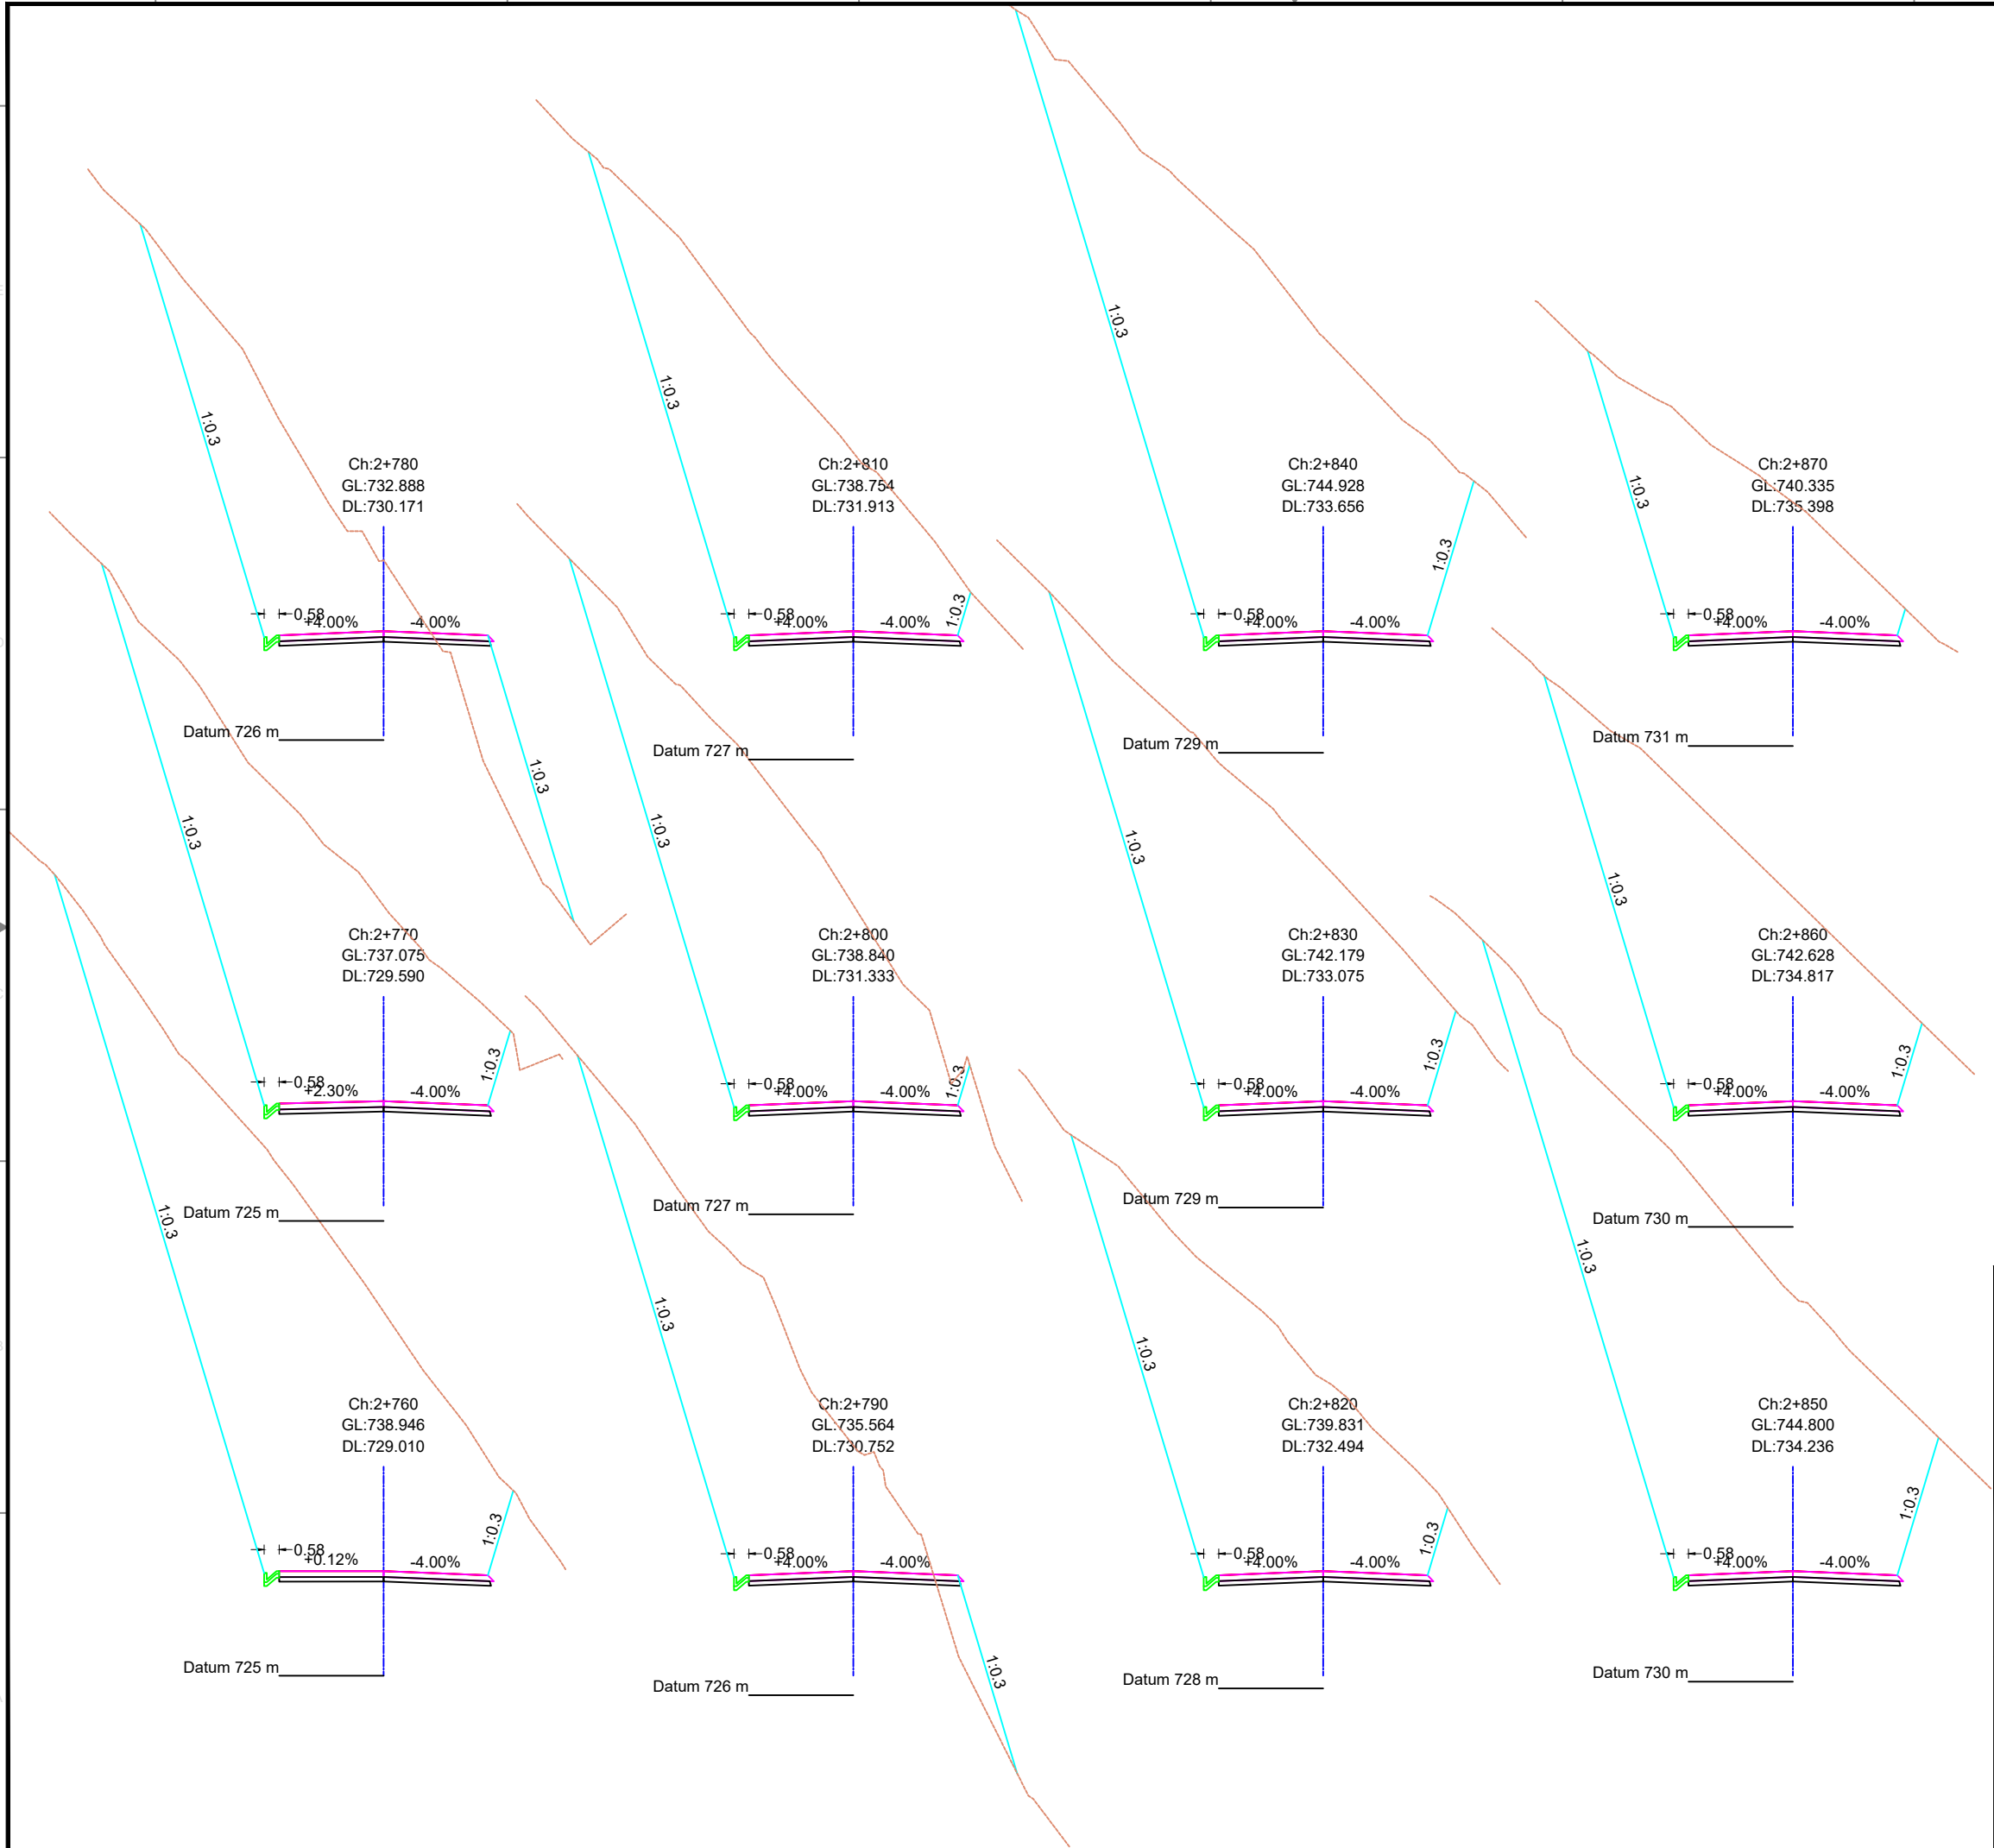 1:0.3
Ch:2+780
GL:732.888
DL:730.171
0.58
+4.00%
-4.00%
1:0.3
Datum 726 m
1:0.3
Ch:2+810
GL:738.754
DL:731.913
0.58
+4.00%
-4.00%
1:0.3
Datum 727 m
1:0.3
Ch:2+840
GL:744.928
DL:733.656
1:0.3
0.58
+4.00%
-4.00%
Datum 729 m
1:0.3
Ch:2+870
GL:740.335
DL:735.398
0.58
+4.00%
-4.00%
Datum 731 m
1:0.3
Ch:2+770
GL:737.075
DL:729.590
1:0.3
0.58
+2.30%
-4.00%
Datum 725 m
1:0.3
Ch:2+800
GL:738.840
DL:731.333
1:0.3
0.58
+4.00%
-4.00%
Datum 727 m
1:0.3
Ch:2+830
GL:742.179
DL:733.075
1:0.3
0.58
+4.00%
-4.00%
Datum 729 m
1:0.3
Ch:2+860
GL:742.628
DL:734.817
1:0.3
0.58
+4.00%
-4.00%
Datum 730 m
1:0.3
Ch:2+760
GL:738.946
DL:729.010
1:0.3
0.58
+0.12%
-4.00%
Datum 725 m
1:0.3
Ch:2+790
GL:735.564
DL:730.752
0.58
+4.00%
-4.00%
1:0.3
Datum 726 m
1:0.3
Ch:2+820
GL:739.831
DL:732.494
1:0.3
0.58
+4.00%
-4.00%
Datum 728 m
1:0.3
Ch:2+850
GL:744.800
DL:734.236
1:0.3
0.58
+4.00%
-4.00%
Datum 730 m